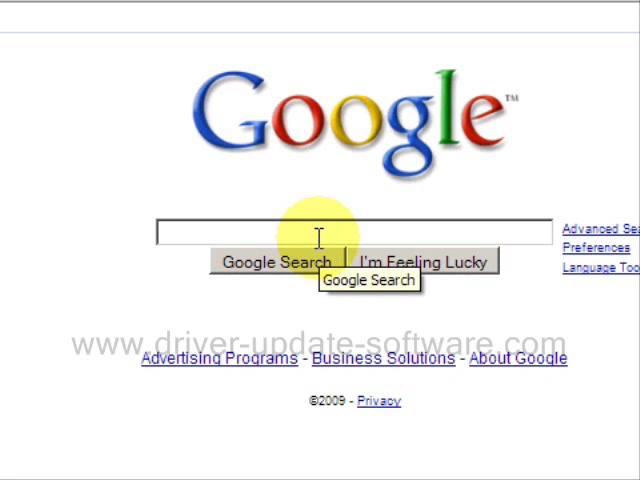 Google™
Advanced Sea
Preferences
Language Too
Google Search
I'm Feeling Lucky
Google Search
www.driver-update-software.com
Advertising Programs - Business Solutions - About Google
©2009 - Privacy